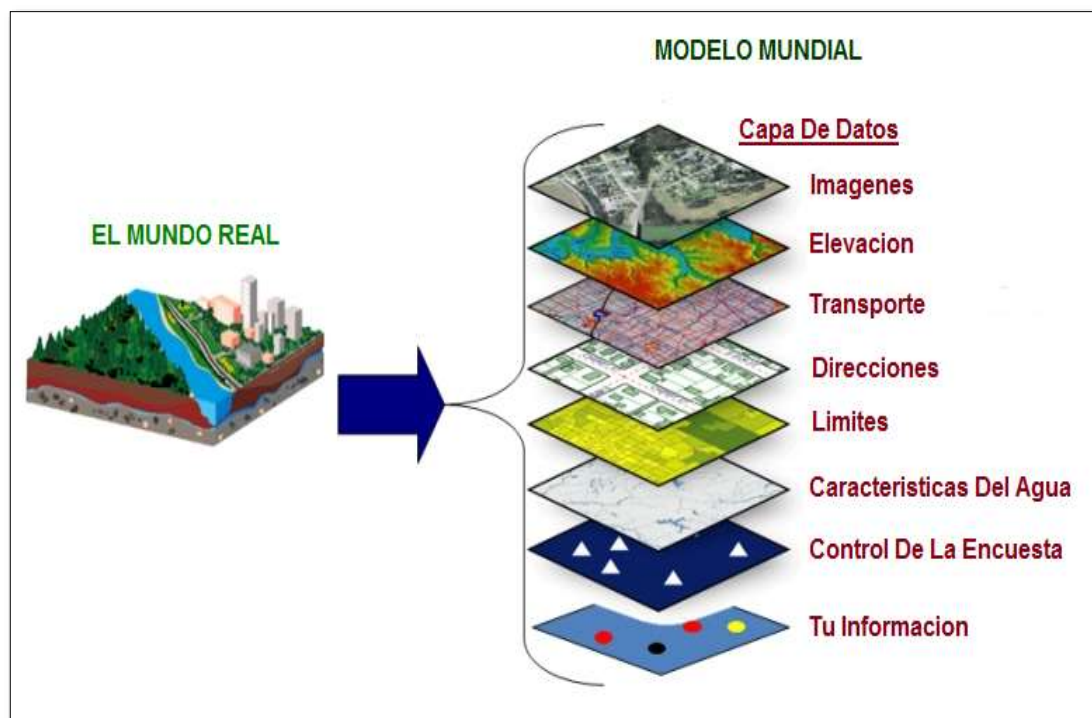 MODELO MUNDIAL
Capa De Datos
Imagenes
Elevacion
Transporte
Direcciones
Limites
Caracteristicas Del Agua
Control De La Encuesta
Tu Informacion
EL MUNDO REAL